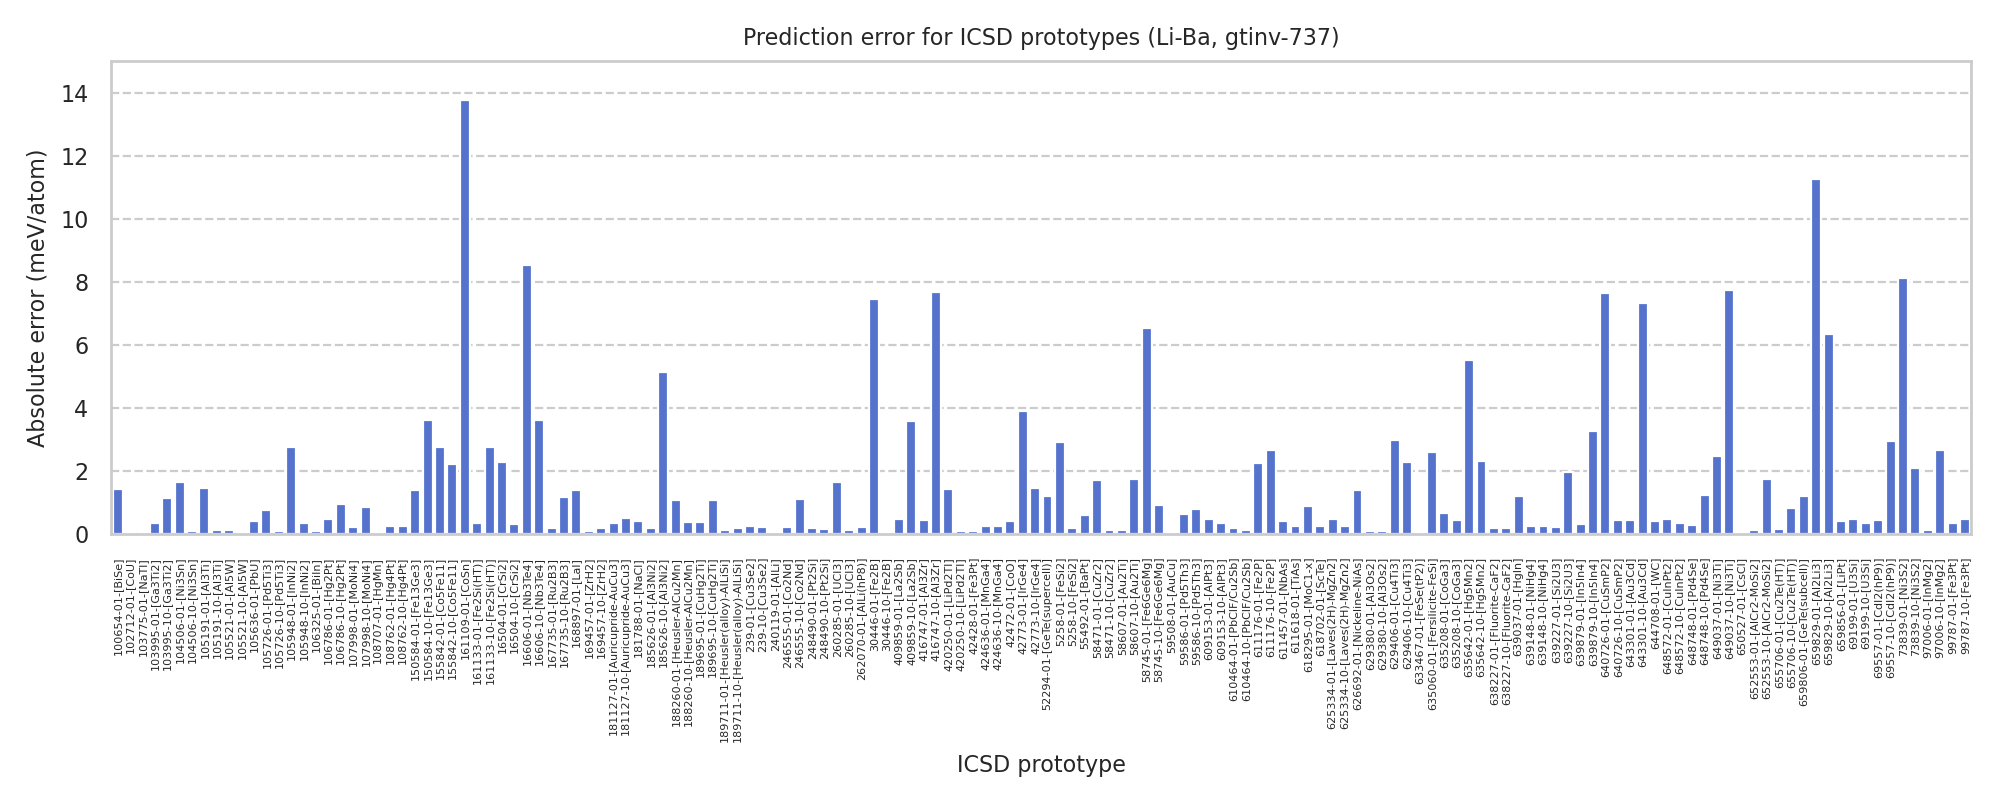 Prediction error for ICSD prototypes (Li-Ba, gtinv-737)
Absolute error (meV/atom)
14
12
10
8
6
4
2
0
100654-01-[BiSe]
102712-01-[CoU]
103775-01-[NaTl]
103995-01-[Ga3Ti2]
103995-10-[Ga3Ti2]
104506-01-[Ni3Sn]
104506-10-[Ni3Sn]
105191-01-[Al3Ti]
105191-10-[Al3Ti]
105521-01-[Al5W]
105521-10-[Al5W]
105636-01-[PbU]
105726-01-[Pd5Ti3]
105726-10-[Pd5Ti3]
105948-01-[InNi2]
105948-10-[InNi2]
106325-01-[BiIn]
106786-01-[Hg2Pt]
106786-10-[Hg2Pt]
107998-01-[MoNi4]
107998-10-[MoNi4]
108707-01-[HgMn]
108762-01-[Hg4Pt]
108762-10-[Hg4Pt]
150584-01-[Fe13Ge3]
150584-10-[Fe13Ge3]
155842-01-[Co5Fe11]
155842-10-[Co5Fe11]
161109-01-[CoSn]
161133-01-[Fe2Si(HT)]
161133-10-[Fe2Si(HT)]
16504-01-[CrSi2]
16504-10-[CrSi2]
16606-01-[Nb3Te4]
16606-10-[Nb3Te4]
167735-01-[Ru2B3]
167735-10-[Ru2B3]
168897-01-[LaI]
169457-01-[ZrH2]
169457-10-[ZrH2]
181127-01-[Auricupride-AuCu3]
181127-10-[Auricupride-AuCu3]
181788-01-[NaCl]
185626-01-[Al3Ni2]
185626-10-[Al3Ni2]
188260-01-[Heusler-AlCu2Mn]
188260-10-[Heusler-AlCu2Mn]
189695-01-[CuHg2Ti]
189695-10-[CuHg2Ti]
189711-01-[Heusler(alloy)-AlLiSi]
189711-10-[Heusler(alloy)-AlLiSi]
239-01-[Cu3Se2]
239-10-[Cu3Se2]
240119-01-[AlLi]
246555-01-[Co2Nd]
246555-10-[Co2Nd]
248490-01-[Pt2Si]
248490-10-[Pt2Si]
260285-01-[UCl3]
260285-10-[UCl3]
262070-01-[AlLi(hP8)]
30446-01-[Fe2B]
30446-10-[Fe2B]
409859-01-[La2Sb]
409859-10-[La2Sb]
416747-01-[Al3Zr]
416747-10-[Al3Zr]
420250-01-[LiPd2Tl]
420250-10-[LiPd2Tl]
42428-01-[Fe3Pt]
424636-01-[MnGa4]
424636-10-[MnGa4]
42472-01-[CoO]
42773-01-[IrGe4]
42773-10-[IrGe4]
52294-01-[GeTe(supercell)]
5258-01-[FeSi2]
5258-10-[FeSi2]
55492-01-[BaPt]
58471-01-[CuZr2]
58471-10-[CuZr2]
58607-01-[Au2Ti]
58607-10-[Au2Ti]
58745-01-[Fe6Ge6Mg]
58745-10-[Fe6Ge6Mg]
59508-01-[AuCu]
59586-01-[Pd5Th3]
59586-10-[Pd5Th3]
609153-01-[AlPt3]
609153-10-[AlPt3]
610464-01-[PbClF/Cu2Sb]
610464-10-[PbClF/Cu2Sb]
611176-01-[Fe2P]
611176-10-[Fe2P]
611457-01-[NbAs]
611618-01-[TiAs]
618295-01-[MoC1-x]
618702-01-[ScTe]
625334-01-[Laves(2H)-MgZn2]
625334-10-[Laves(2H)-MgZn2]
626692-01-[Nickeline-NiAs]
629380-01-[Al3Os2]
629380-10-[Al3Os2]
629406-01-[Cu4Ti3]
629406-10-[Cu4Ti3]
633467-01-[FeSe(tP2)]
635060-01-[Fersilicite-FeSi]
635208-01-[CoGa3]
635208-10-[CoGa3]
635642-01-[Hg5Mn2]
635642-10-[Hg5Mn2]
638227-01-[Fluorite-CaF2]
638227-10-[Fluorite-CaF2]
639037-01-[HgIn]
639148-01-[NiHg4]
639148-10-[NiHg4]
639227-01-[Si2U3]
639227-10-[Si2U3]
639879-01-[In5In4]
639879-10-[In5In4]
640726-01-[CuSmP2]
640726-10-[CuSmP2]
643301-01-[Au3Cd]
643301-10-[Au3Cd]
644708-01-[WC]
648572-01-[CuInPt2]
648572-10-[CuInPt2]
648748-01-[Pd4Se]
648748-10-[Pd4Se]
649037-01-[Ni3Ti]
649037-10-[Ni3Ti]
650527-01-[CsCl]
652553-01-[AlCr2-MoSi2]
652553-10-[AlCr2-MoSi2]
655706-01-[Cu2Te(HT)]
655706-10-[Cu2Te(HT)]
659806-01-[GeTe(subcell)]
659829-01-[Al2Li3]
659829-10-[Al2Li3]
659856-01-[LiPt]
69199-01-[U3Si]
69199-10-[U3Si]
69557-01-[CdI2(hP9)]
69557-10-[CdI2(hP9)]
73839-01-[Ni3S2]
73839-10-[Ni3S2]
97006-01-[InMg2]
97006-10-[InMg2]
99787-01-[Fe3Pt]
99787-10-[Fe3Pt]
ICSD prototype